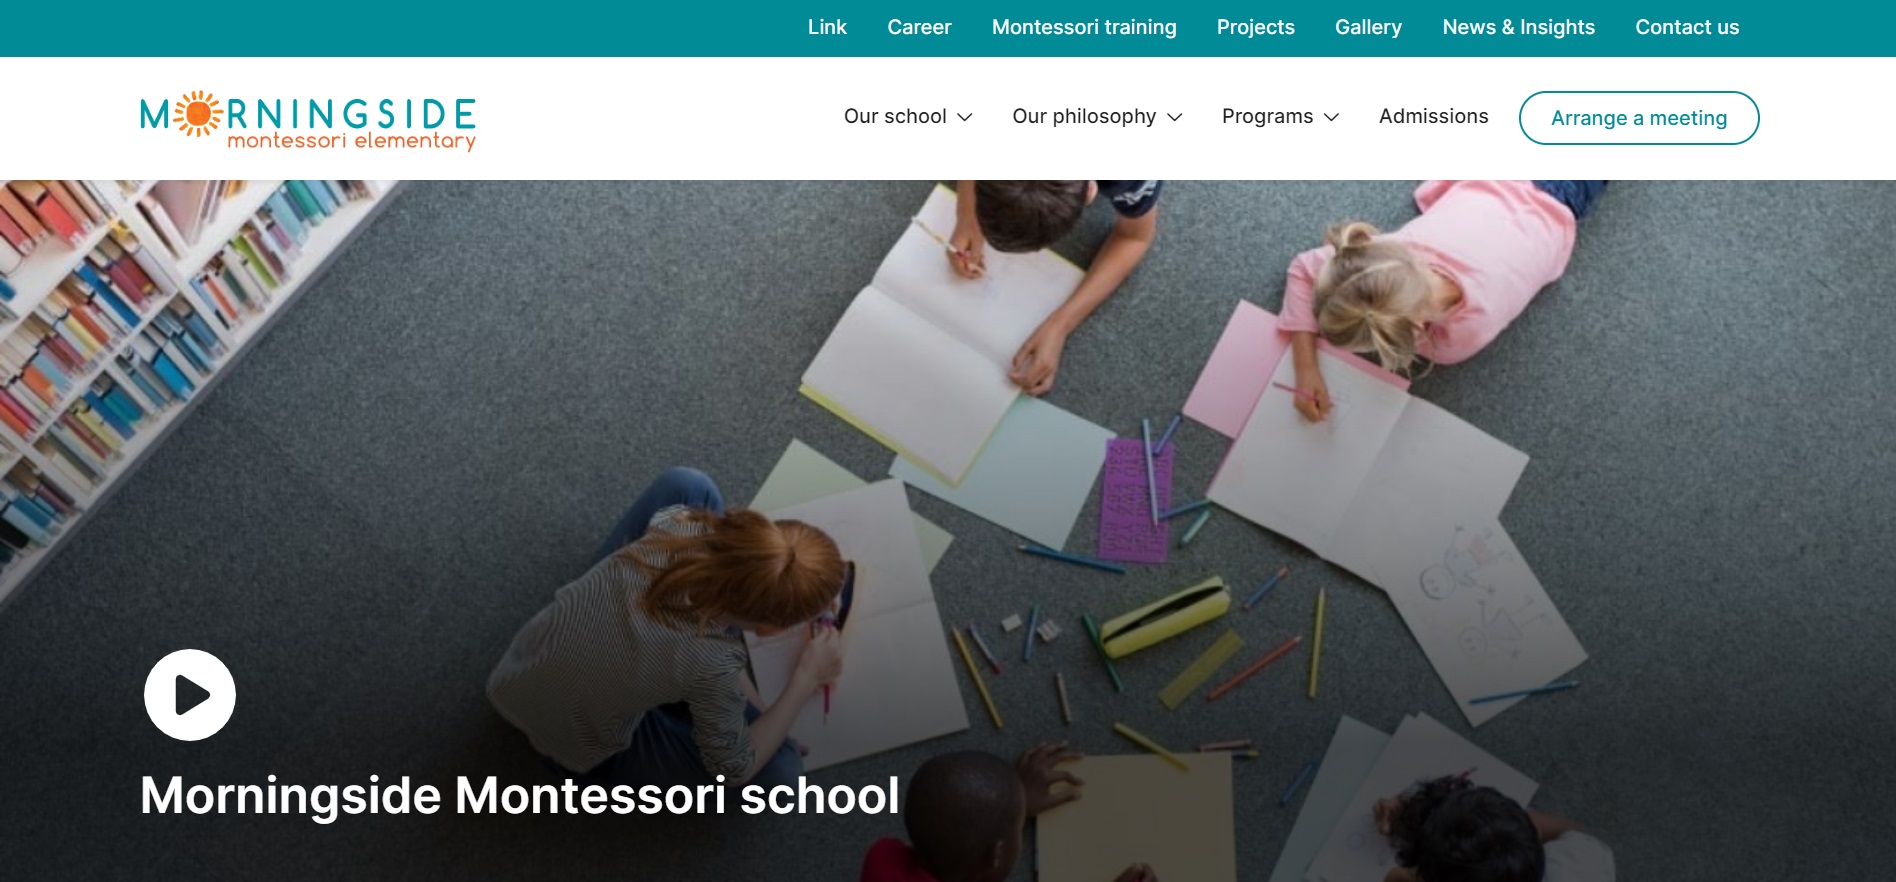 Link Career Montessori training Projects Gallery News & Insights Contact us
MORNINGSIDE
montessori elementary
Our school Our philosophy Programs Admissions Arrange a meeting
Morningside Montessori school